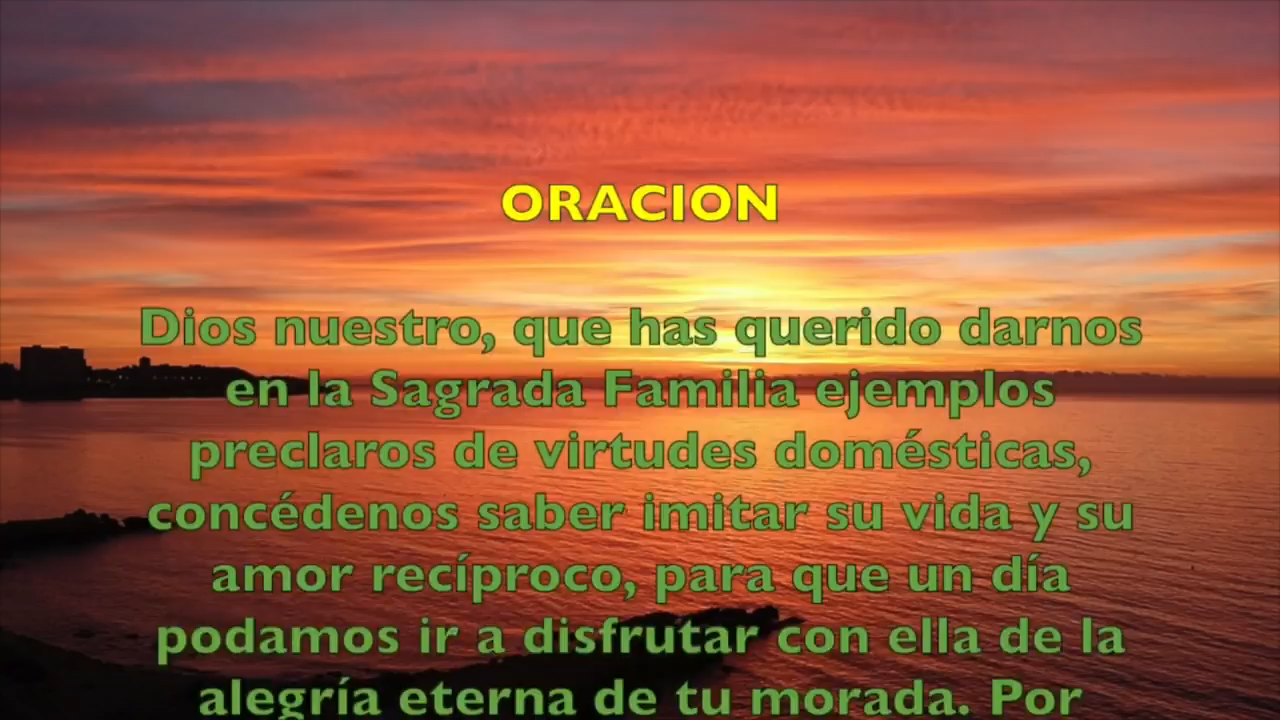 ORACION
Dios nuestro, que has querido darnos
en la Sagrada Familia ejemplos
preclaros de virtudes domésticas,
concédenos saber imitar su vida y su
amor recíproco, para que un día
podamos ir a disfrutar con ella de la
alegría eterna de tu morada. Por